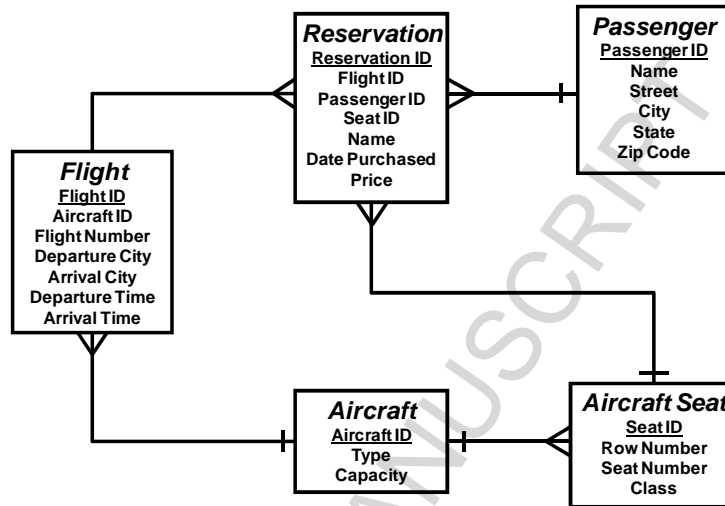 Reservation
Reservation ID
Flight ID
Passenger ID
Seat ID
Name
Date Purchased
Price
Passenger
Passenger ID
Name
Street
City
State
Zip Code
Flight
Flight ID
Aircraft ID
Flight Number
Departure City
Arrival City
Departure Time
Arrival Time
Aircraft
Aircraft ID
Type
Capacity
Aircraft Seat
Seat ID
Row Number
Seat Number
Class
ANUSCRIPT